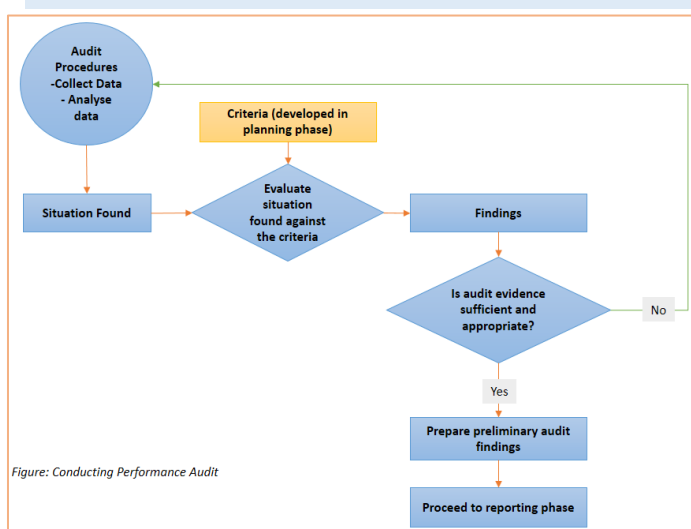 Audit
Procedures
-Collect Data
- Analyse
data
Criteria (developed in
planning phase)
Situation Found
Evaluate
situation
found against
the criteria
Findings
Is audit evidence
sufficient and
appropriate?
No
Yes
Prepare preliminary audit
findings
Figure: Conducting Performance Audit
Proceed to reporting phase